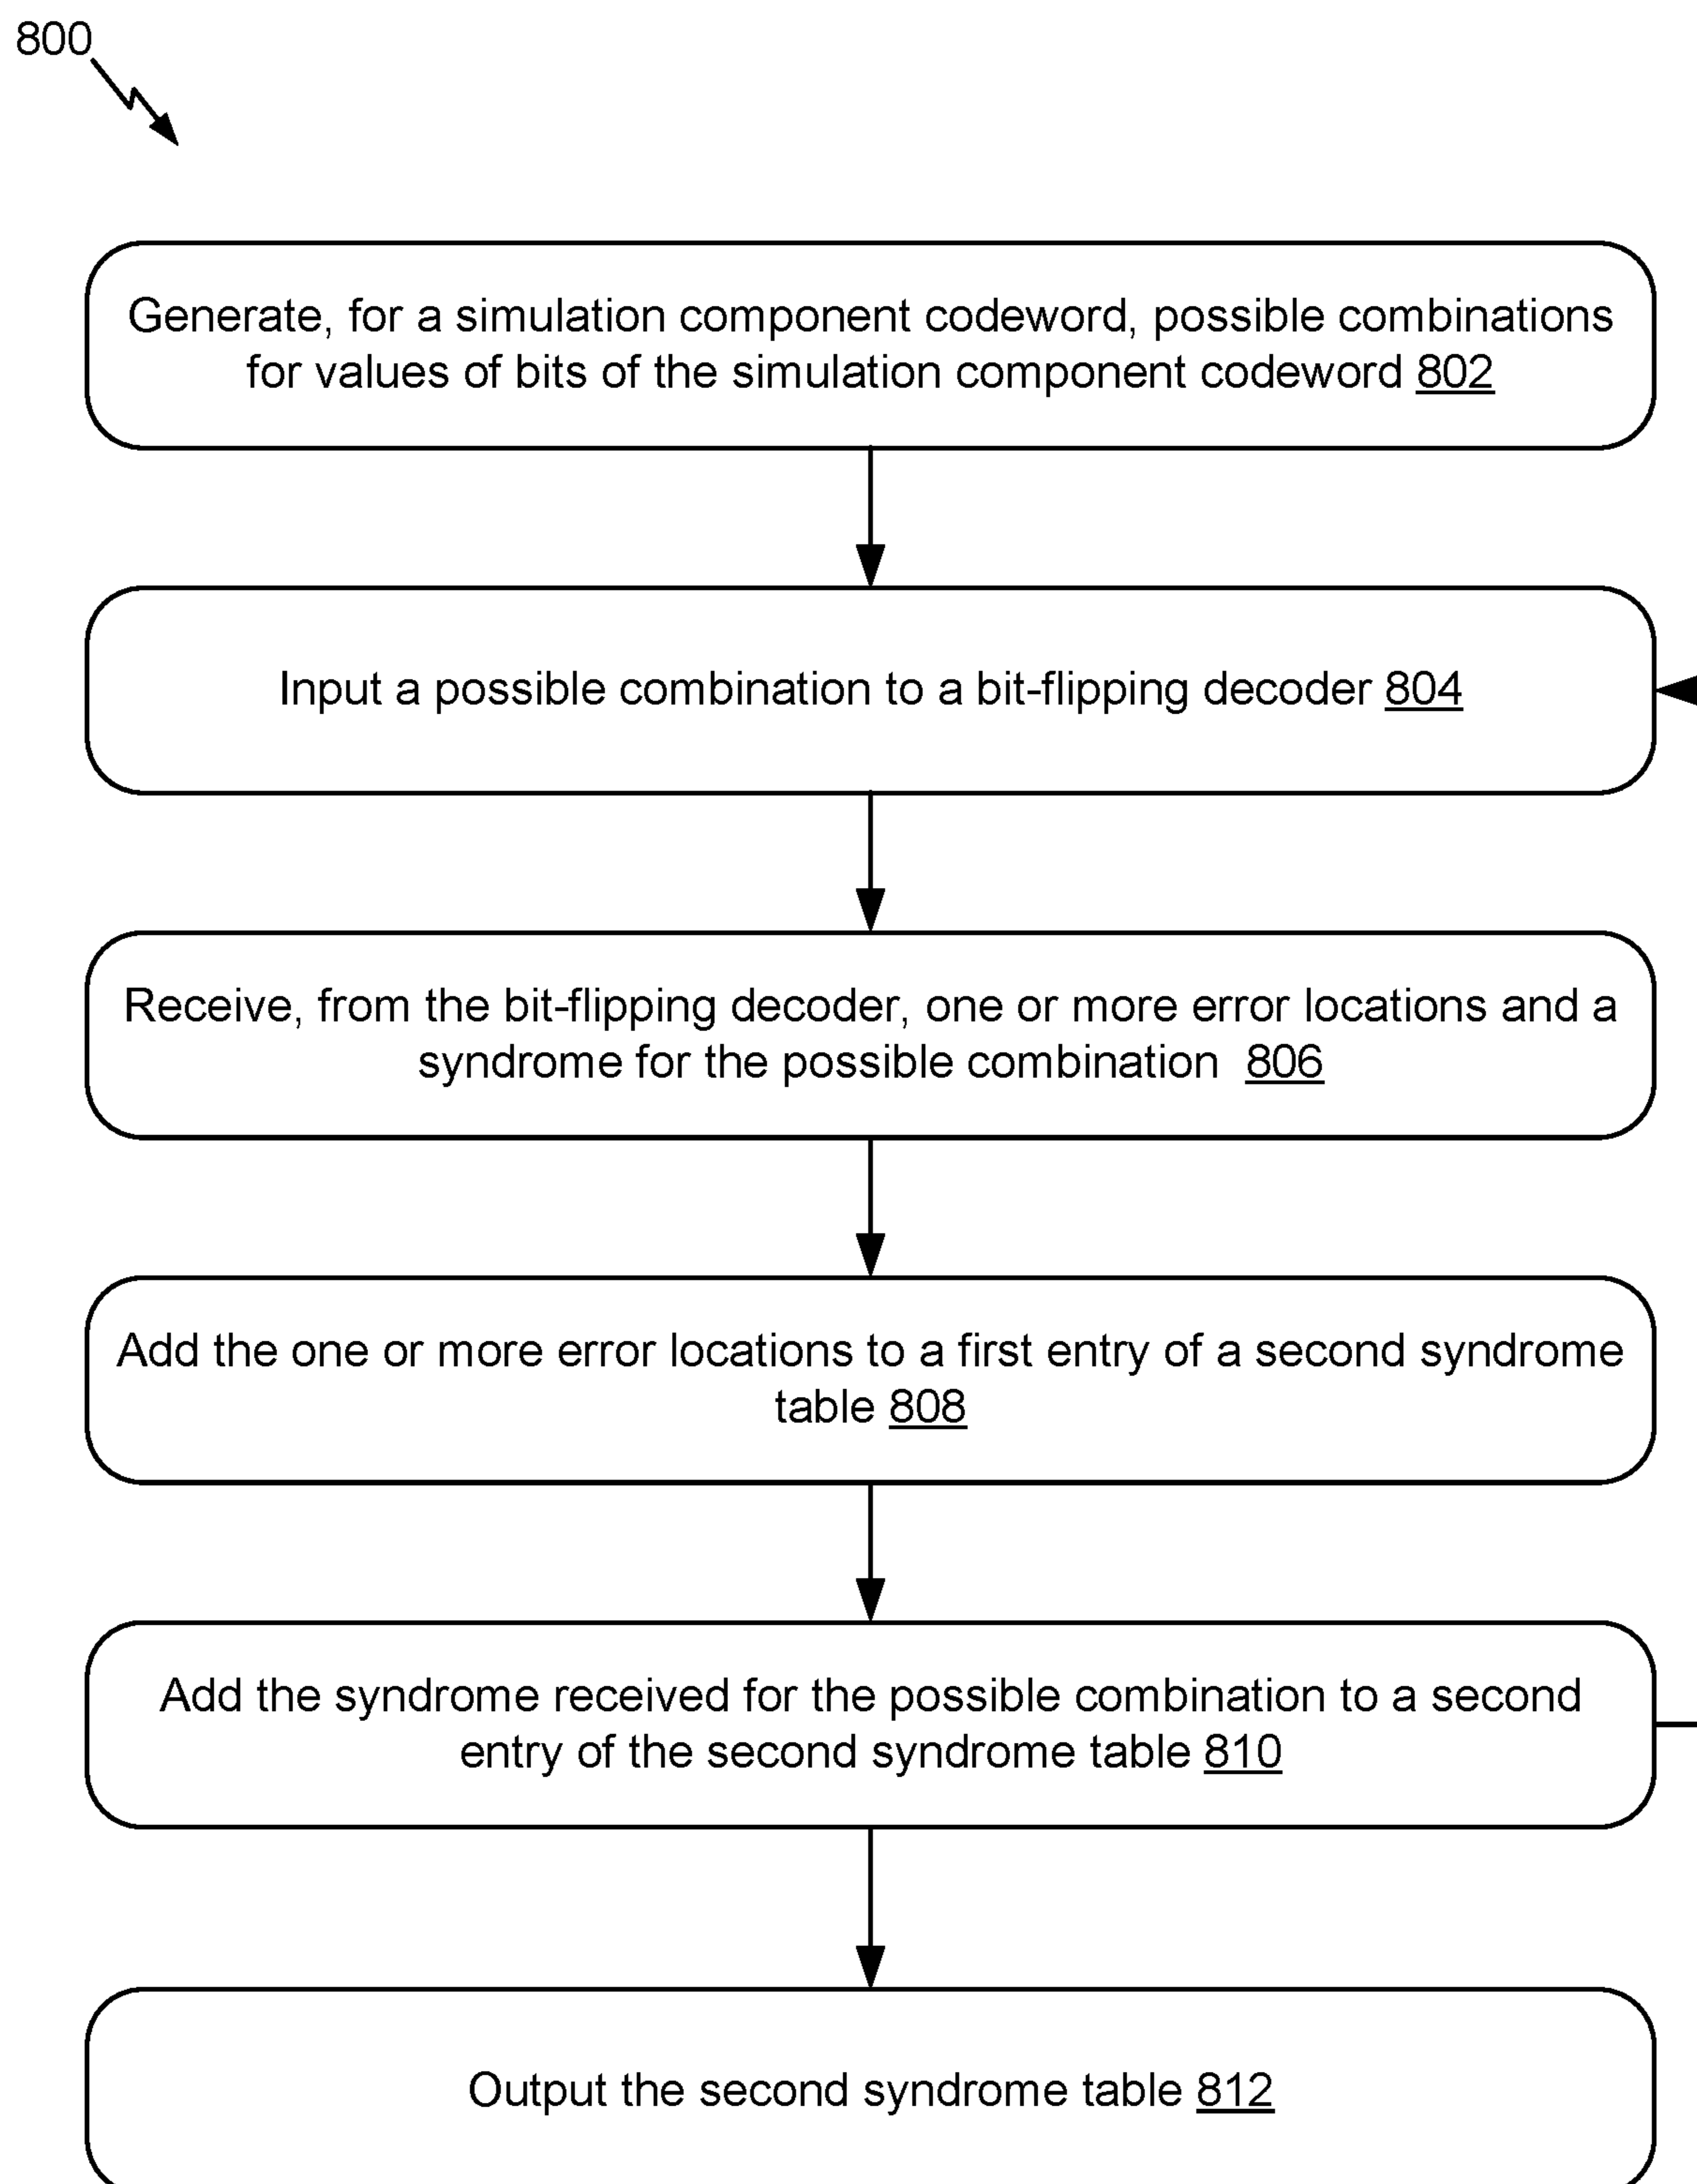 800
Generate, for a simulation component codeword, possible combinations
for values of bits of the simulation component codeword 802
Input a possible combination to a bit-flipping decoder 804
Receive, from the bit-flipping decoder, one or more error locations and a
syndrome for the possible combination 806
Add the one or more error locations to a first entry of a second syndrome
table 808
Add the syndrome received for the possible combination to a second
entry of the second syndrome table 810
Output the second syndrome table 812